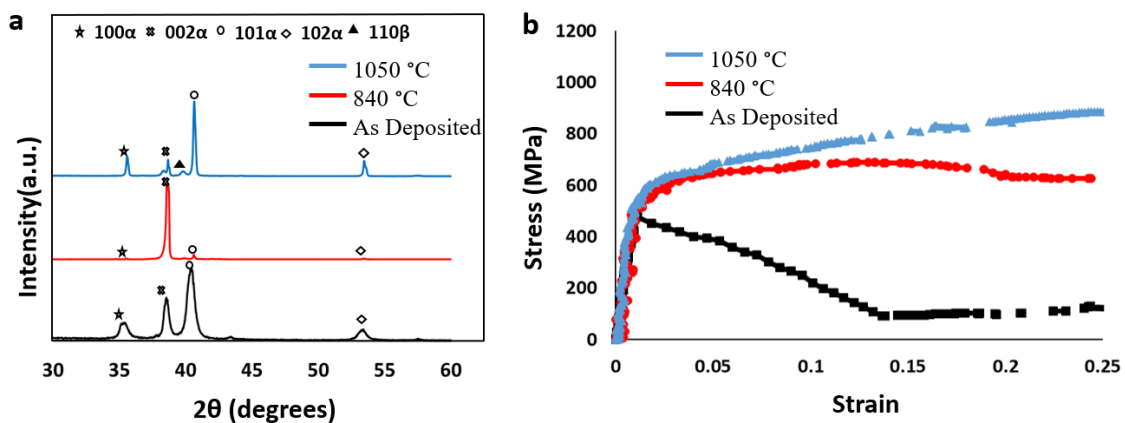 a
★ 100α ✖ 002α ○ 101α ◇ 102α ▲ 110β
1050 °C
840 °C
As Deposited
Intensity(a.u.)
30 35 40 45 50 55 60
2θ (degrees)
b
1200
1000
800
600
400
200
0
1050 °C
840 °C
As Deposited
Stress (MPa)
0 0.05 0.1 0.15 0.2 0.25
Strain